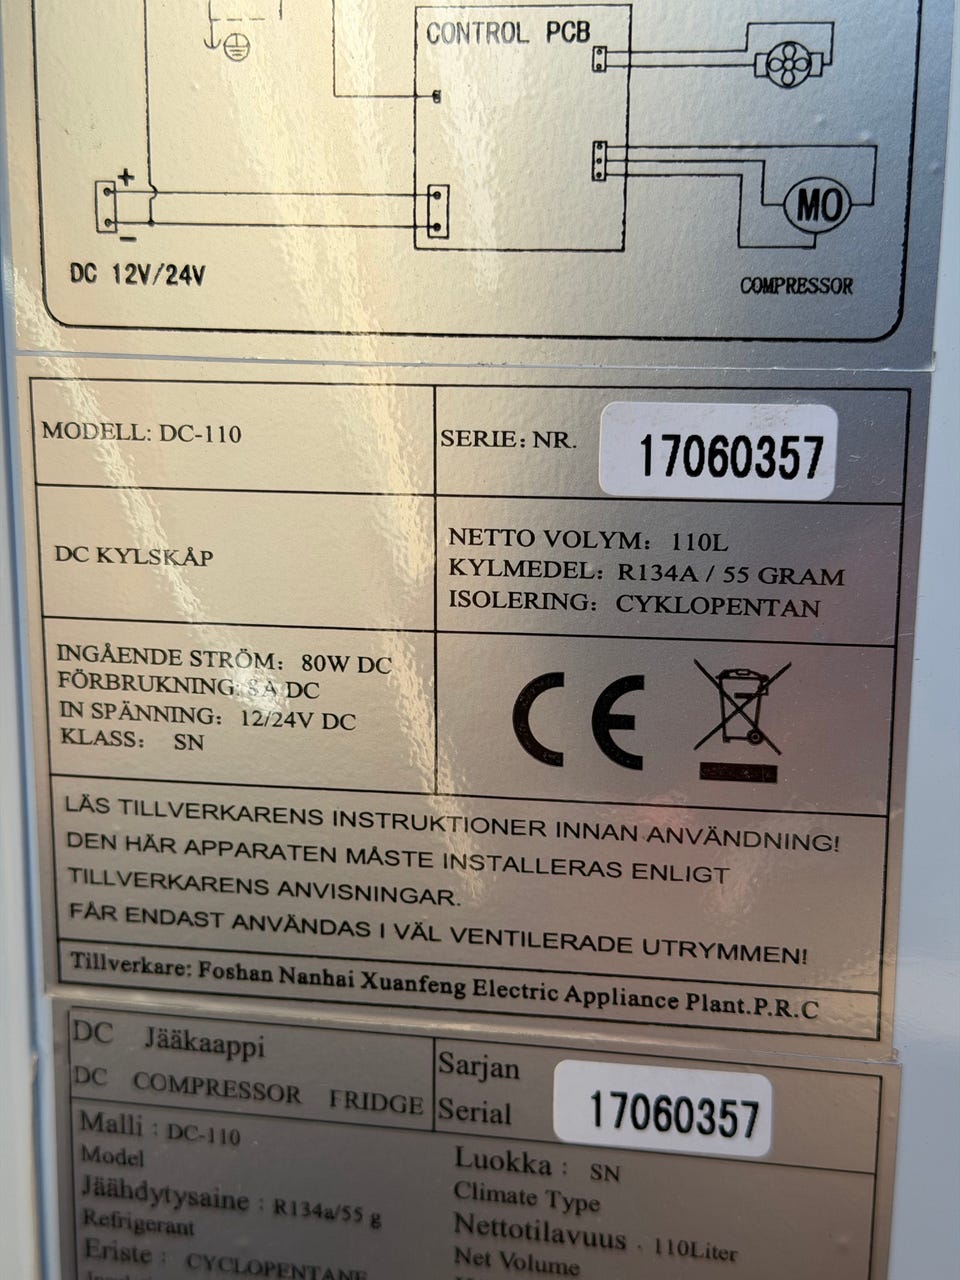 CONTROL PCB
+
−
DC 12V/24V
MO
COMPRESSOR
MODELL: DC-110
SERIE: NR. 17060357
DC KYLSKÅP
NETTO VOLYM: 110L
KYLMEDEL: R134A / 55 GRAM
ISOLERING: CYKLOPENTAN
INGÅENDE STRÖM: 80W DC
FÖRBRUKNING: 8A DC
IN SPÄNNING: 12/24V DC
KLASS: SN
CE
LÄS TILLVERKARENS INSTRUKTIONER INNAN ANVÄNDNING!
DEN HÄR APPARATEN MÅSTE INSTALLERAS ENLIGT
TILLVERKARENS ANVISNINGAR.
FÅR ENDAST ANVÄNDAS I VÄL VENTILERADE UTRYMMEN!
Tillverkare: Foshan Nanhai Xuanfeng Electric Appliance Plant.P.R.C
DC Jääkaappi
DC COMPRESSOR FRIDGE
Sarjan
Serial
17060357
Malli : DC-110
Model
Jäähdytysaine : R134a/55 g
Refrigerant
Eriste : CYCLOPENTANE
Luokka : SN
Climate Type
Nettotilavuus . 110Liter
Net Volume